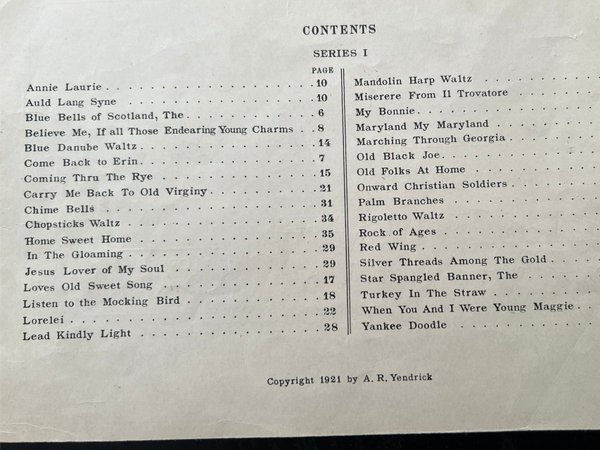 CONTENTS
SERIES I
PAGE
Annie Laurie . . . . . . . . . . . . . . . . . . 10
Auld Lang Syne . . . . . . . . . . . . . . . . 10
Blue Bells of Scotland, The . . . . . . . . . . 6
Believe Me, If all Those Endearing Young Charms . . 8
Blue Danube Waltz . . . . . . . . . . . . . . 14
Come Back to Erin . . . . . . . . . . . . . . 7
Coming Thru The Rye . . . . . . . . . . . . . 15
Carry Me Back To Old Virginy . . . . . . . . . 21
Chime Bells . . . . . . . . . . . . . . . . . 31
Chopsticks Waltz . . . . . . . . . . . . . . . 34
Home Sweet Home . . . . . . . . . . . . . . . 35
In The Gloaming . . . . . . . . . . . . . . . 29
Jesus Lover of My Soul . . . . . . . . . . . . 29
Loves Old Sweet Song . . . . . . . . . . . . . 17
Listen to the Mocking Bird . . . . . . . . . . 18
Lorelei . . . . . . . . . . . . . . . . . . . 22
Lead Kindly Light . . . . . . . . . . . . . . 28
Mandolin Harp Waltz . . . . . . . .
Miserere From Il Trovatore . . . . . .
My Bonnie . . . . . . . . . . . .
Maryland My Maryland . . . . . . .
Marching Through Georgia . . . . . .
Old Black Joe . . . . . . . . . . .
Old Folks At Home . . . . . . . . .
Onward Christian Soldiers . . . . . .
Palm Branches . . . . . . . . . . .
Rigoletto Waltz . . . . . . . . . .
Rock of Ages . . . . . . . . . . .
Red Wing . . . . . . . . . . . . .
Silver Threads Among The Gold . . . .
Star Spangled Banner, The . . . . . .
Turkey In The Straw . . . . . . . .
When You And I Were Young Maggie . .
Yankee Doodle . . . . . . . . . . .
Copyright 1921 by A. R. Yendrick